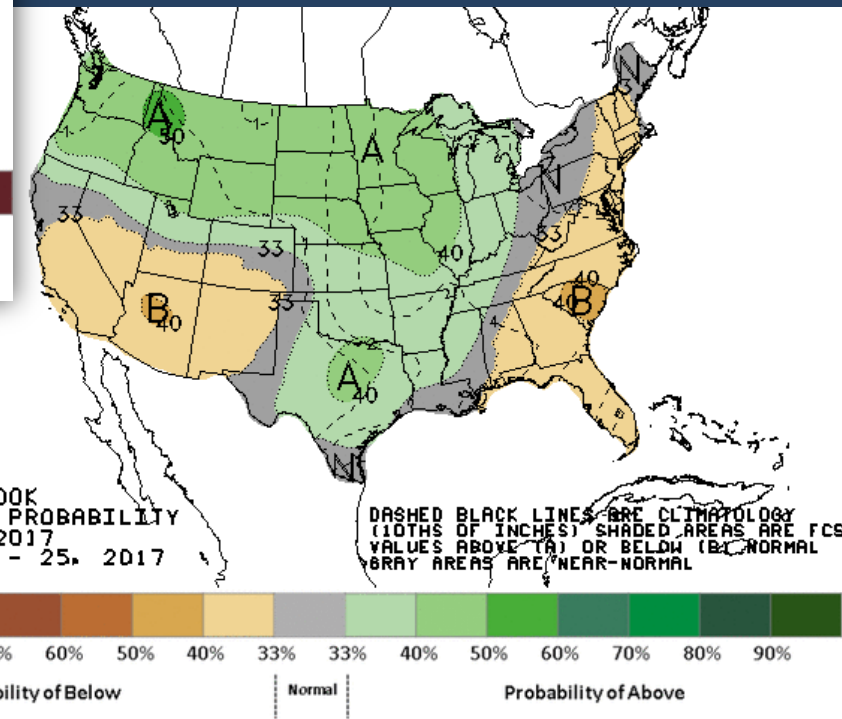 A
50
A
N
3
N
33
33
33
33
40
40
40
B
B
40
A
40
N
OOK
PROBABILITY
2017
- 25, 2017
DASHED BLACK LINES ARE CLIMATOLOGY
(10THS OF INCHES) SHADED AREAS ARE FCS
VALUES ABOVE (A) OR BELOW (B) NORMAL
GRAY AREAS ARE NEAR-NORMAL
% 60% 50% 40% 33% 33% 40% 50% 60% 70% 80% 90%
bility of Below Normal Probability of Above